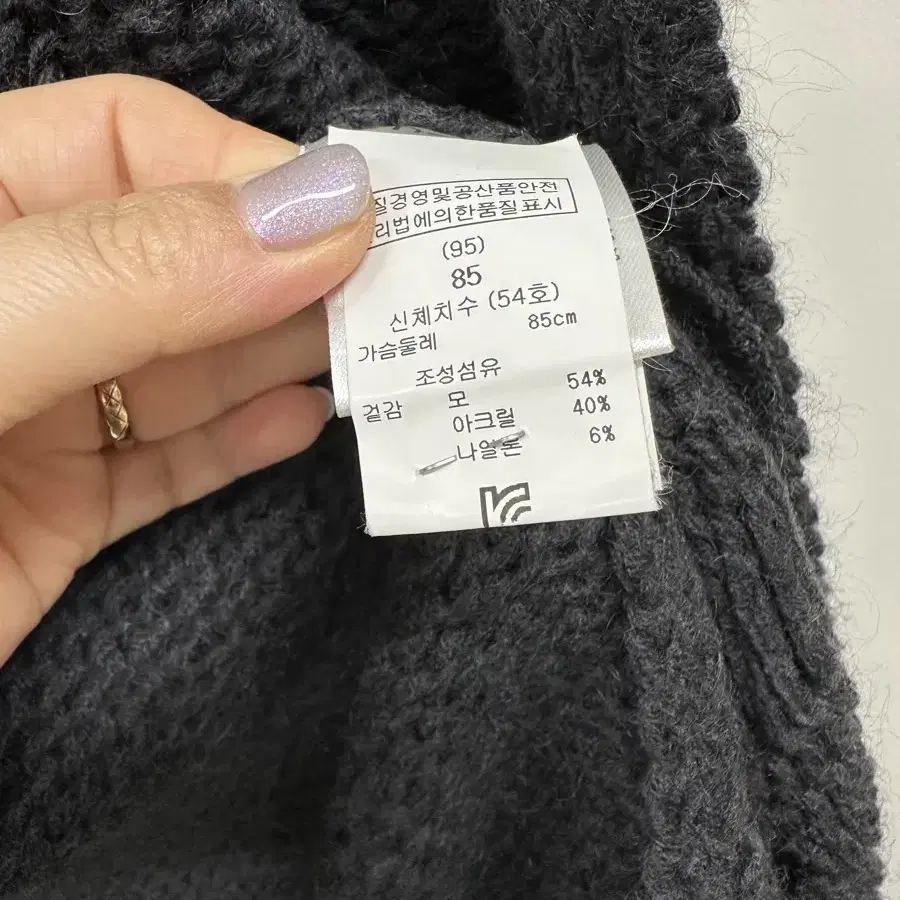 질경영및공산품안전
리법에의한품질표시
(95)
85
신체치수 (54호)
가슴둘레 85cm
조성섬유
겉감 모 54%
아크릴 40%
나일론 6%